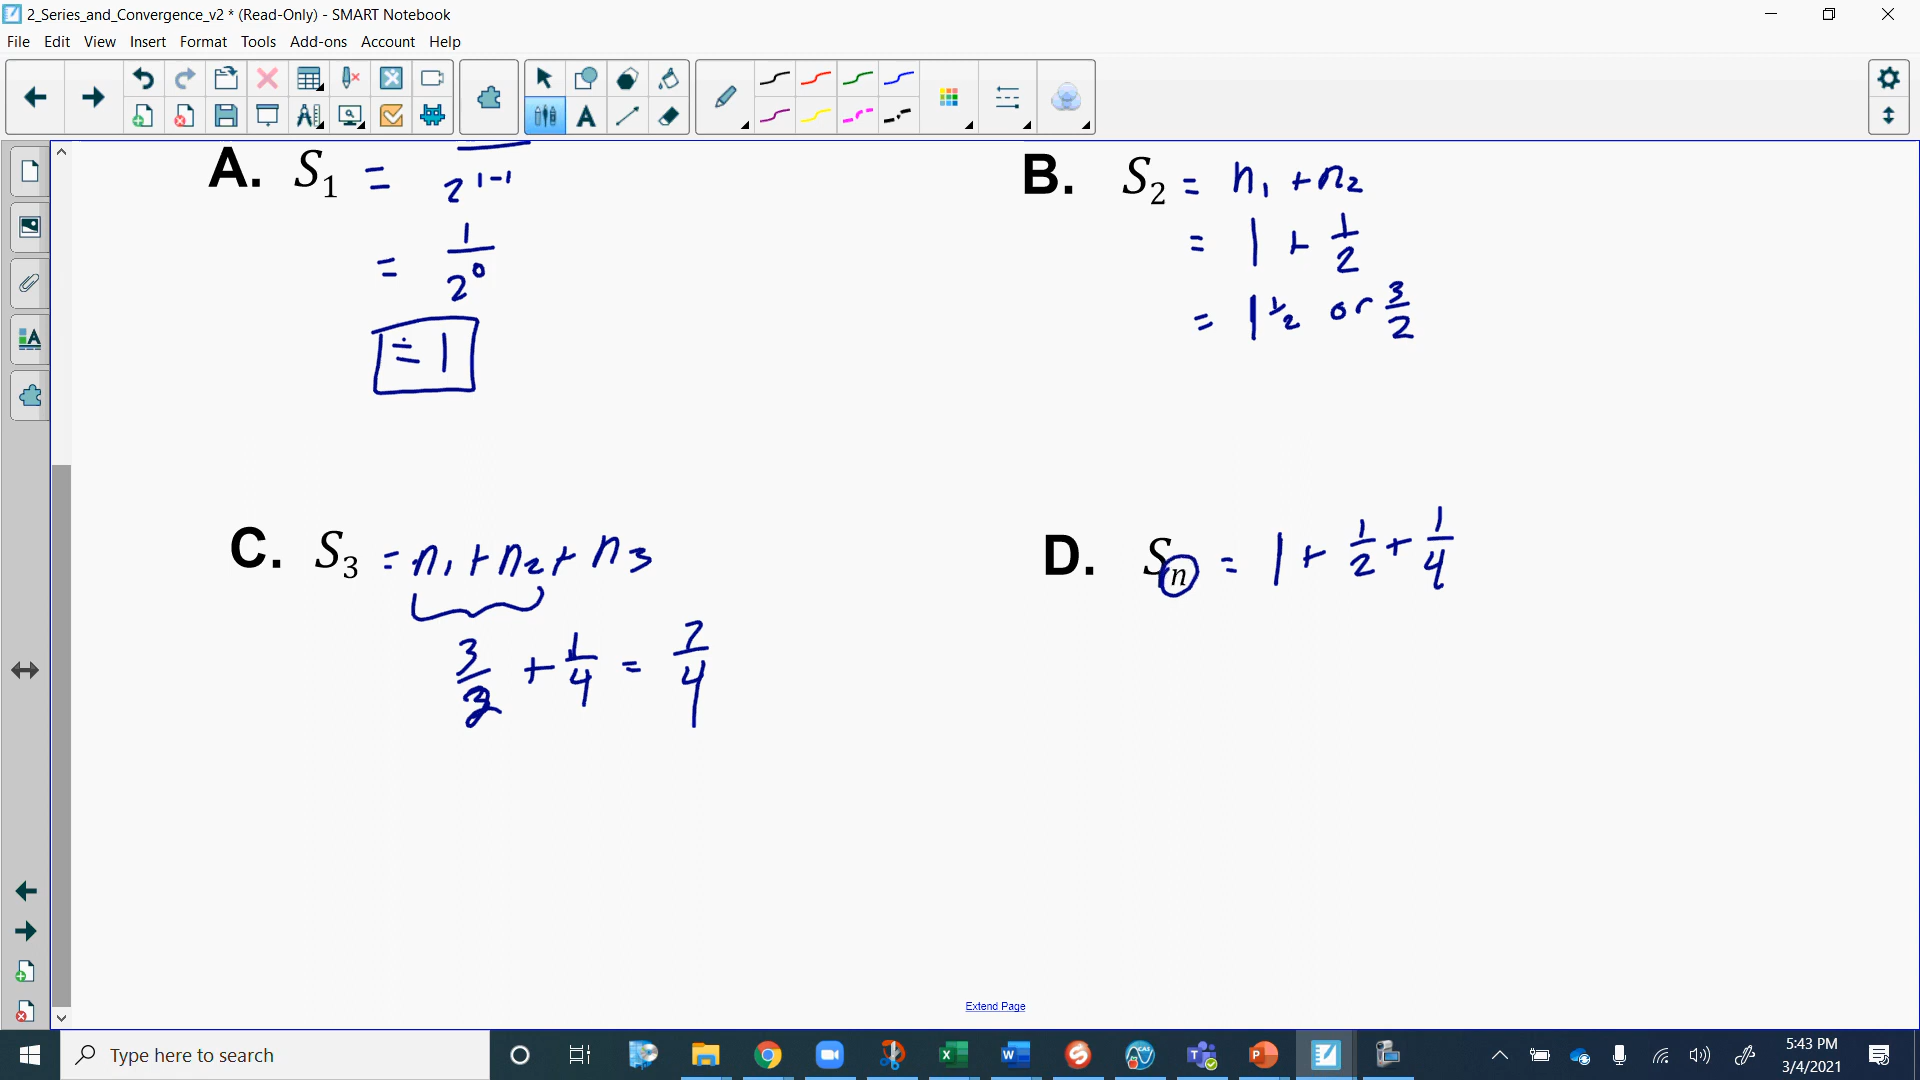 2_Series_and_Convergence_v2 * (Read-Only) - SMART Notebook
File Edit View Insert Format Tools Add-ons Account Help
A. S₁ = 2^(1-1)
= 1/2^0
= 1
B. S₂ = n₁ + n₂
= 1 + 1/2
= 1 1/2 or 3/2
C. S₃ = n₁ + n₂ + n₃
3/2 + 1/4 = 7/4
D. Sₙ = 1 + 1/2 + 1/4
Extend Page
Type here to search
5:43 PM
3/4/2021